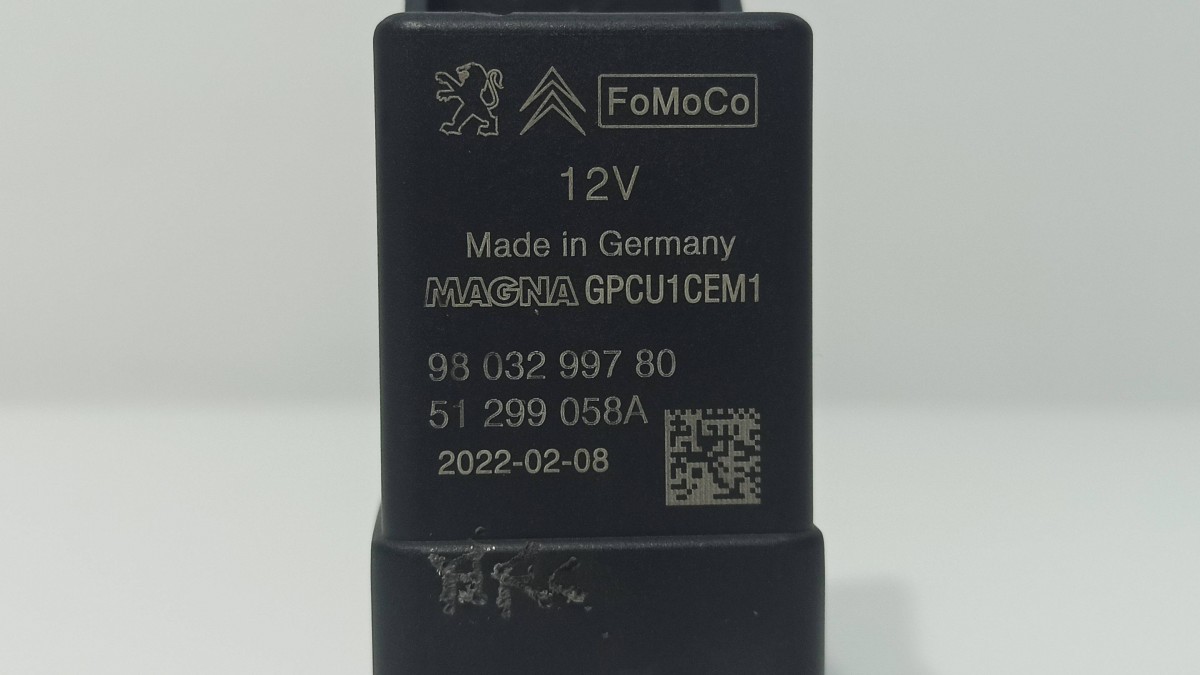 FoMoCo
12V
Made in Germany
MAGNA GPCU1CEM1
98 032 997 80
51 299 058A
2022-02-08